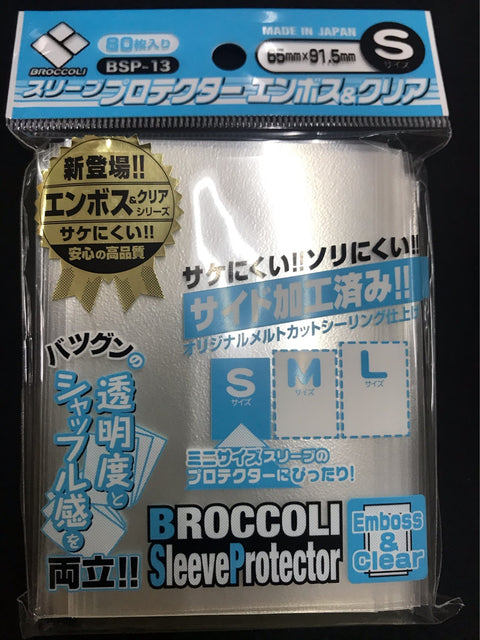 BROCCOLI
80枚入り
BSP-13
MADE IN JAPAN
65mm×91.5mm
S
サイズ
スリーブプロテクターエンボス&クリア
新登場!!
エンボス&クリア
シリーズ
サケにくい!!
安心の高品質
サケにくい!!ソリにくい!!
サイド加工済み!!
オリジナルメルトカットシーリング仕上げ
S
サイズ
M
サイズ
L
サイズ
ミニサイズスリーブの
プロテクターにぴったり!
バツグンの
透明度と
シャッフル感を
両立!!
BROCCOLI
SleeveProtector
Emboss
&
Clear